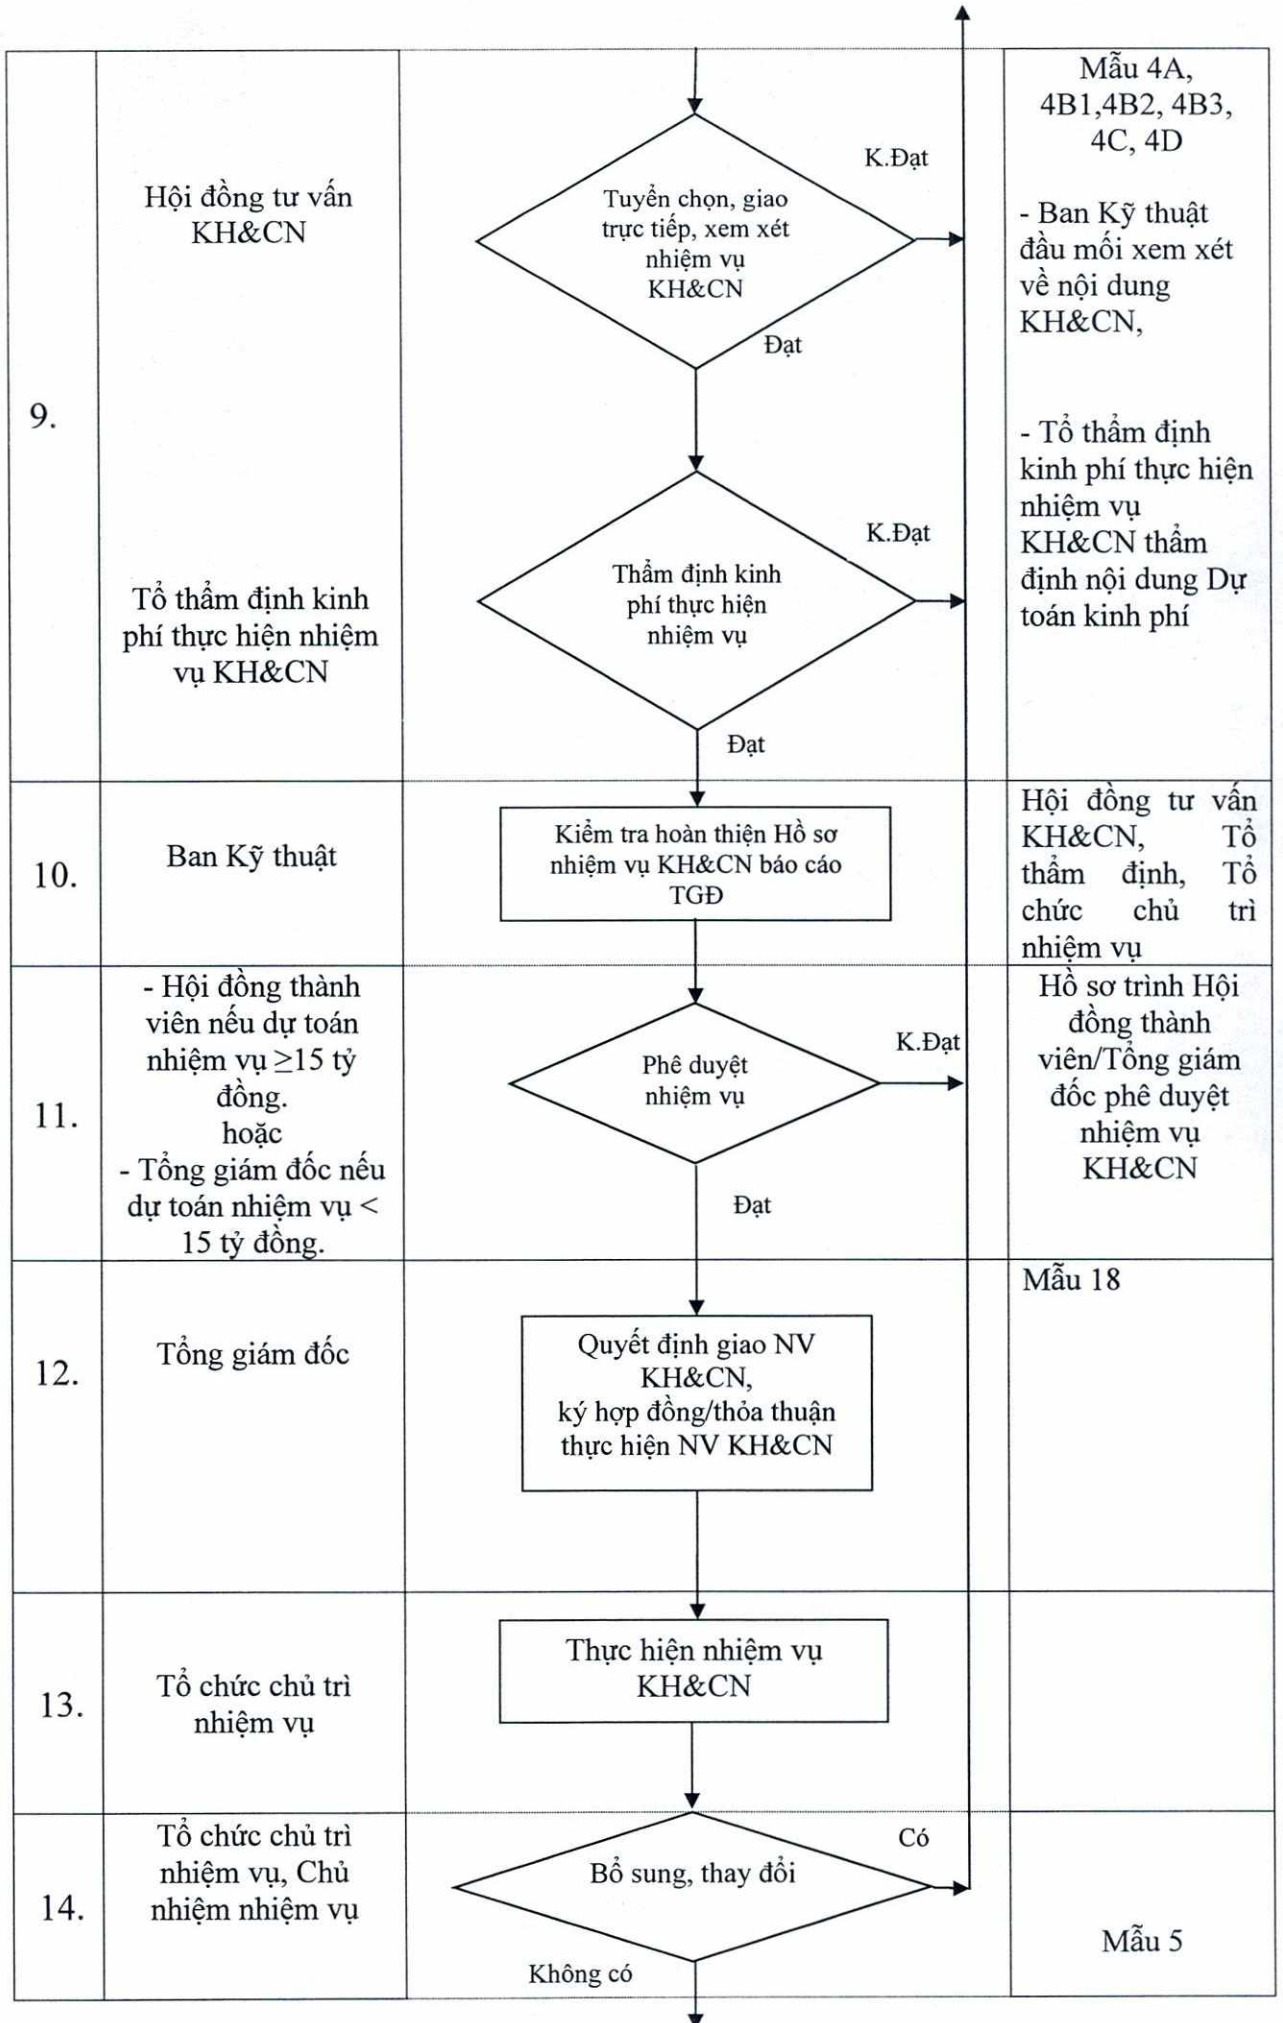 9.
Hội đồng tư vấn
KH&CN
Tuyển chọn, giao
trực tiếp, xem xét
nhiệm vụ
KH&CN
K.Đạt
Đạt
Mẫu 4A,
4B1,4B2, 4B3,
4C, 4D
- Ban Kỹ thuật
đầu mối xem xét
về nội dung
KH&CN,
Tổ thẩm định kinh
phí thực hiện nhiệm
vụ KH&CN
Thẩm định kinh
phí thực hiện
nhiệm vụ
K.Đạt
Đạt
- Tổ thẩm định
kinh phí thực hiện
nhiệm vụ
KH&CN thẩm
định nội dung Dự
toán kinh phí
10.
Ban Kỹ thuật
Kiểm tra hoàn thiện Hồ sơ
nhiệm vụ KH&CN báo cáo
TGĐ
Hội đồng tư vấn
KH&CN, Tổ
thẩm định, Tổ
chức chủ trì
nhiệm vụ
11.
- Hội đồng thành
viên nếu dự toán
nhiệm vụ ≥15 tỷ
đồng.
hoặc
- Tổng giám đốc nếu
dự toán nhiệm vụ <
15 tỷ đồng.
Phê duyệt
nhiệm vụ
K.Đạt
Đạt
Hồ sơ trình Hội
đồng thành
viên/Tổng giám
đốc phê duyệt
nhiệm vụ
KH&CN
12.
Tổng giám đốc
Quyết định giao NV
KH&CN,
ký hợp đồng/thỏa thuận
thực hiện NV KH&CN
Mẫu 18
13.
Tổ chức chủ trì
nhiệm vụ
Thực hiện nhiệm vụ
KH&CN
14.
Tổ chức chủ trì
nhiệm vụ, Chủ
nhiệm nhiệm vụ
Bổ sung, thay đổi
Có
Không có
Mẫu 5